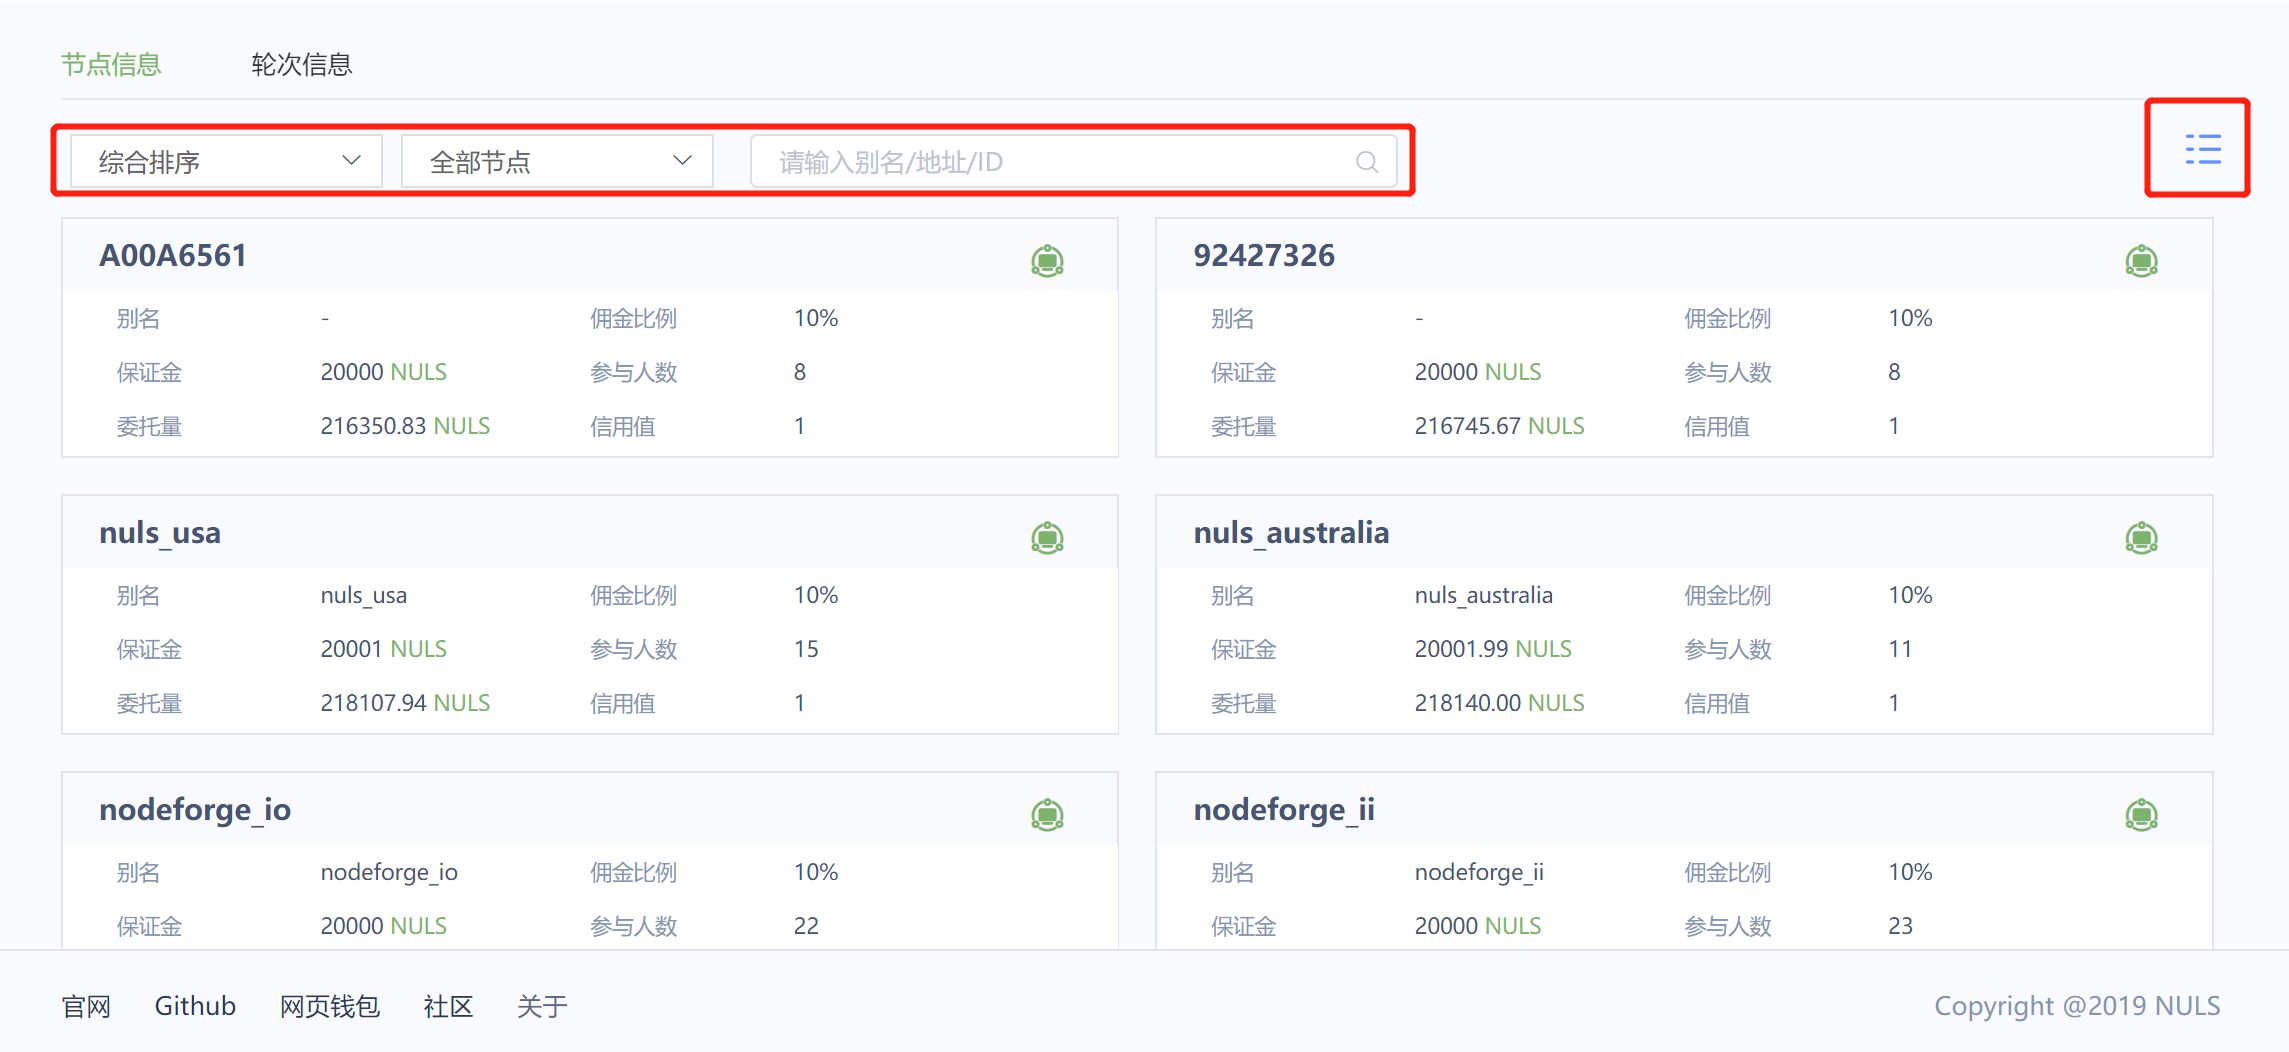 节点信息 轮次信息
综合排序 全部节点 请输入别名/地址/ID
A00A6561
别名 - 佣金比例 10%
保证金 20000 NULS 参与人数 8
委托量 216350.83 NULS 信用值 1
92427326
别名 - 佣金比例 10%
保证金 20000 NULS 参与人数 8
委托量 216745.67 NULS 信用值 1
nuls_usa
别名 nuls_usa 佣金比例 10%
保证金 20001 NULS 参与人数 15
委托量 218107.94 NULS 信用值 1
nuls_australia
别名 nuls_australia 佣金比例 10%
保证金 20001.99 NULS 参与人数 11
委托量 218140.00 NULS 信用值 1
nodeforge_io
别名 nodeforge_io 佣金比例 10%
保证金 20000 NULS 参与人数 22
nodeforge_ii
别名 nodeforge_ii 佣金比例 10%
保证金 20000 NULS 参与人数 23
官网 Github 网页钱包 社区 关于 Copyright @2019 NULS